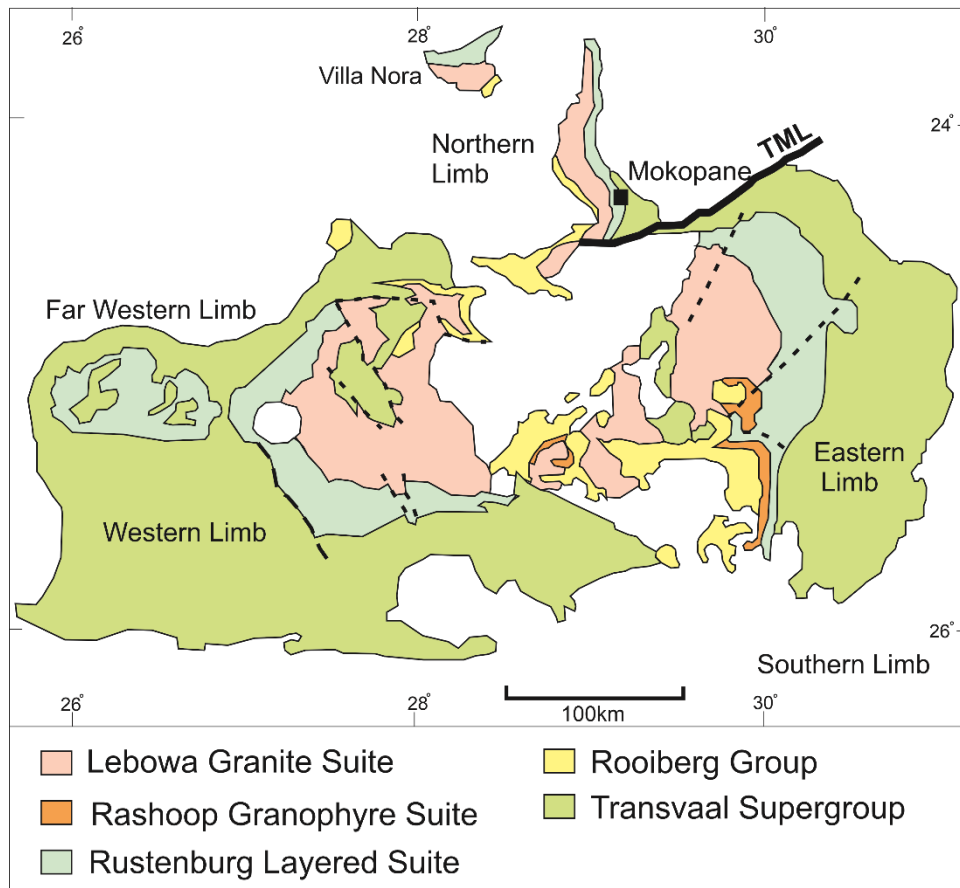 26°
28°
30°
Villa Nora
24°
TML
Northern
Limb
Mokopane
Far Western Limb
Eastern
Limb
Western Limb
26°
Southern Limb
26°
28°
30°
100km
Lebowa Granite Suite
Rooiberg Group
Rashoop Granophyre Suite
Transvaal Supergroup
Rustenburg Layered Suite